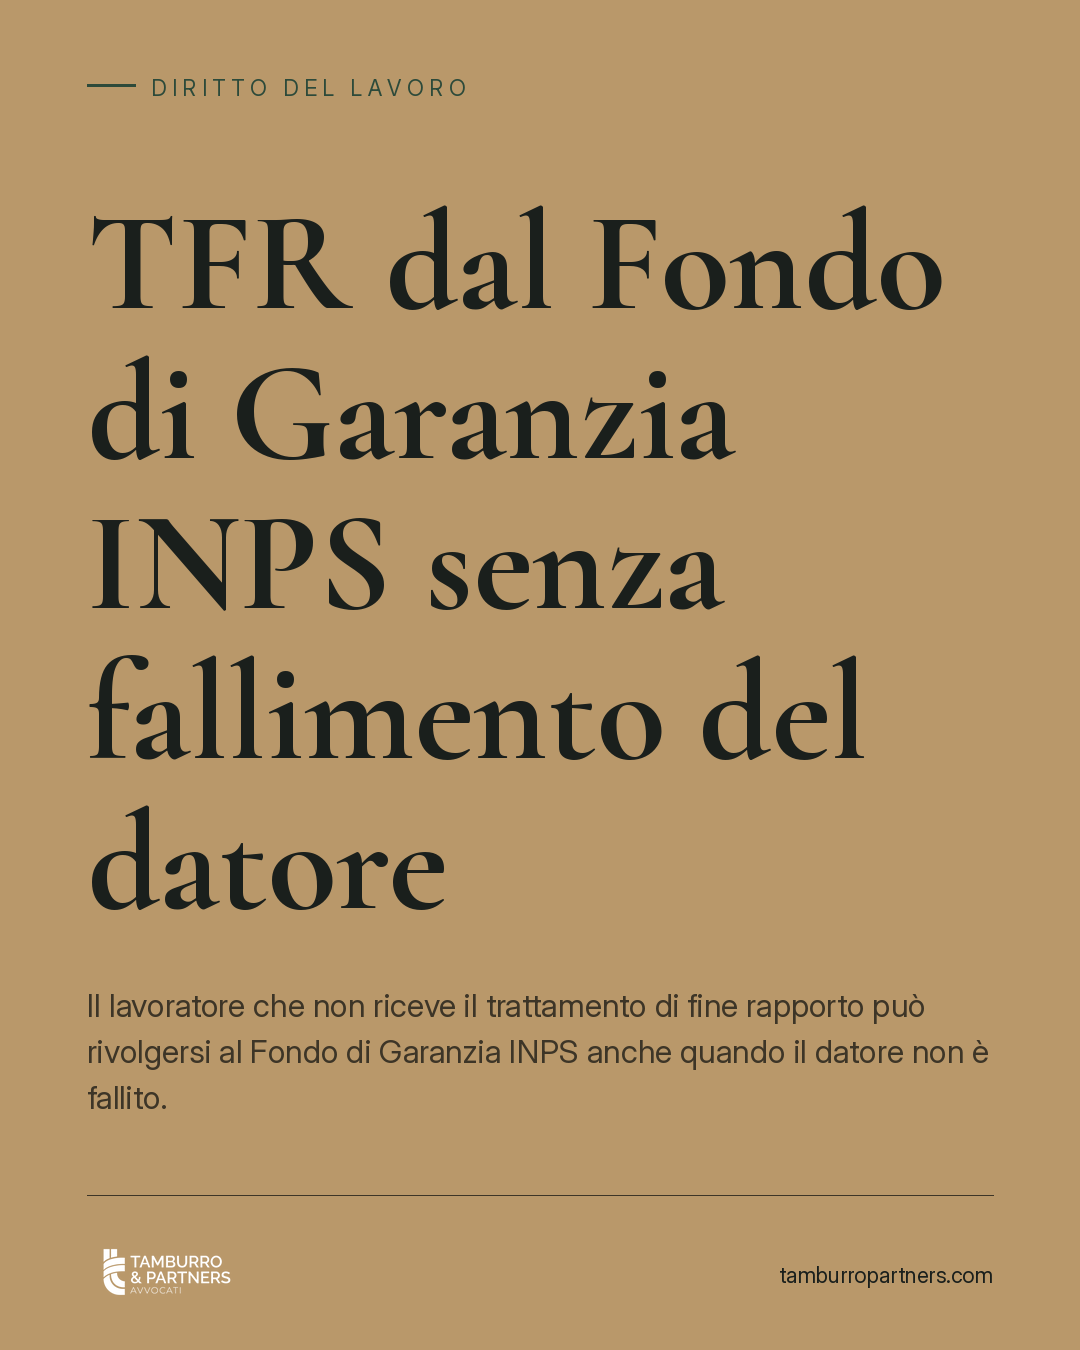 DIRITTO DEL LAVORO
TFR dal Fondo
di Garanzia
INPS senza
fallimento del
datore
Il lavoratore che non riceve il trattamento di fine rapporto può
rivolgersi al Fondo di Garanzia INPS anche quando il datore non è
fallito.
TAMBURRO
& PARTNERS
AVVOCATI
tamburropartners.com